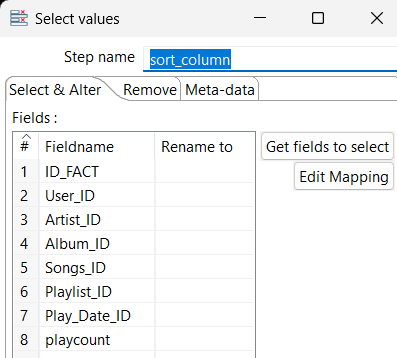 Select values
Step name sort_column
Select & Alter Remove Meta-data
Fields :
# Fieldname Rename to
Get fields to select
1 ID_FACT
Edit Mapping
2 User_ID
3 Artist_ID
4 Album_ID
5 Songs_ID
6 Playlist_ID
7 Play_Date_ID
8 playcount